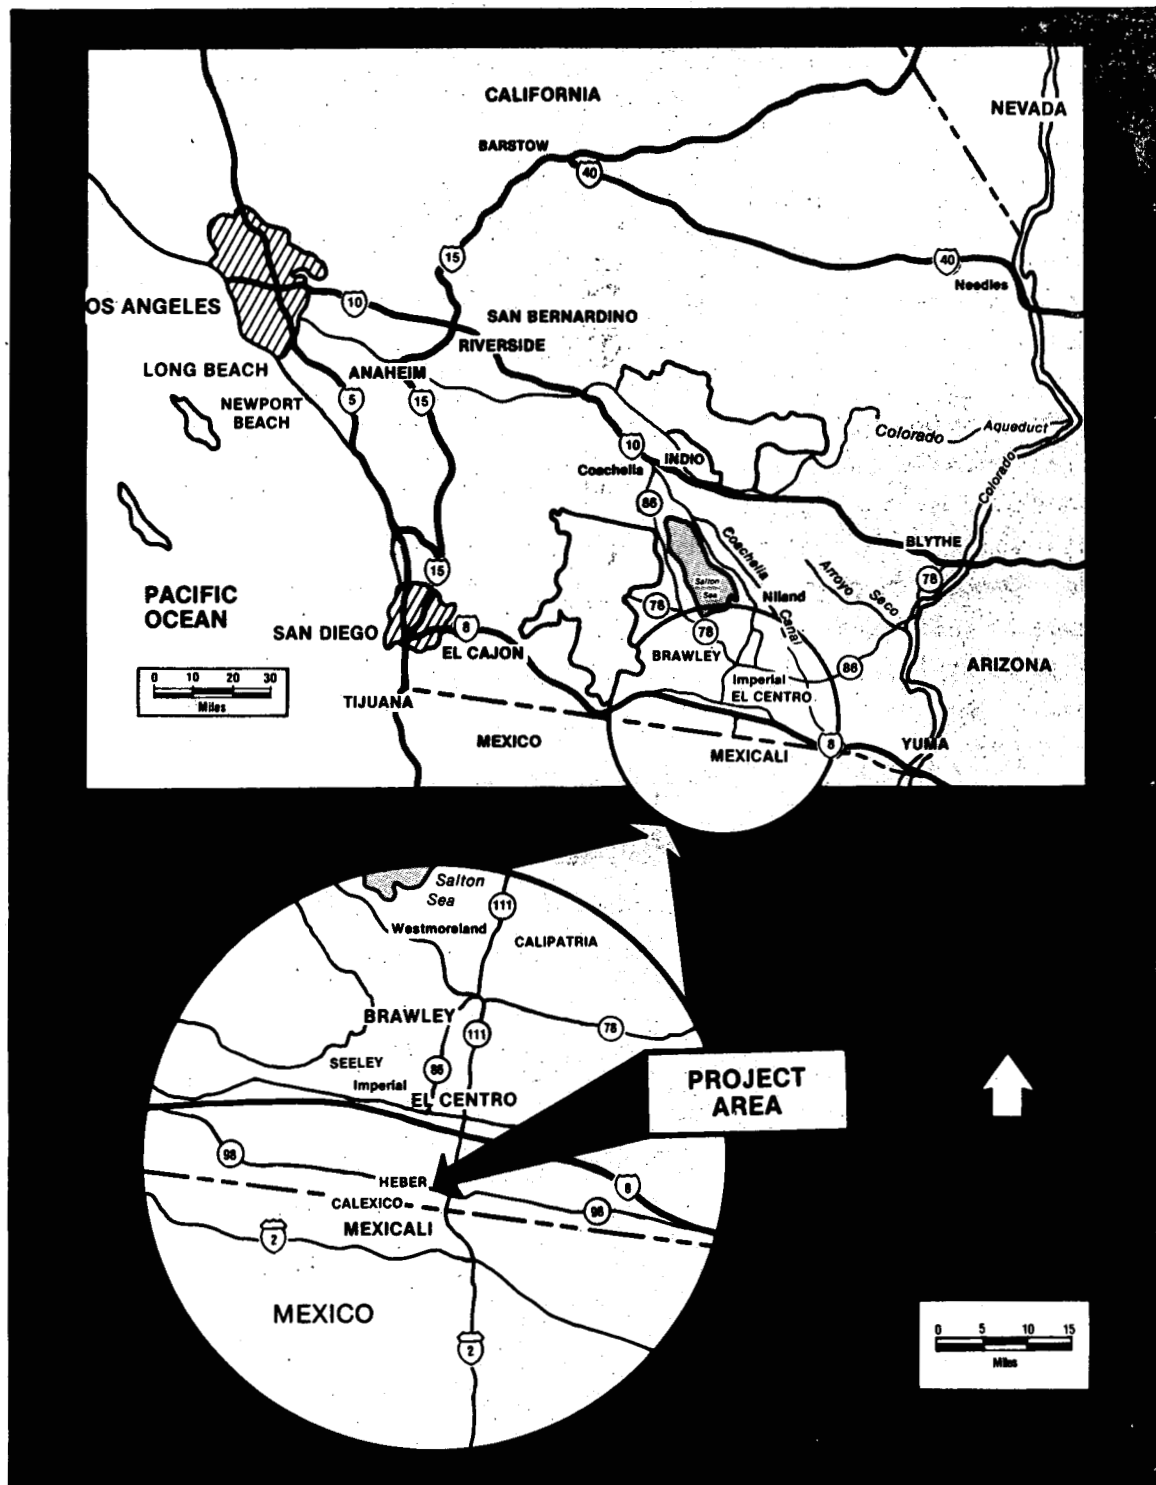 CALIFORNIA
NEVADA
BARSTOW
40
15
40
Needles
OS ANGELES
10
SAN BERNARDINO
RIVERSIDE
LONG BEACH
ANAHEIM
NEWPORT
BEACH
5
15
Colorado
Aqueduct
10
INDIO
Coachella
Colorado
86
BLYTHE
Coachella
Canal
Arroyo
Seco
15
Salton
Sea
Niland
78
PACIFIC
OCEAN
78
78
SAN DIEGO
8
EL CAJON
BRAWLEY
86
ARIZONA
Imperial
EL CENTRO
0 10 20 30
Miles
TIJUANA
MEXICO
MEXICALI
8
YUMA
Salton
Sea
111
Westmoreland
CALIPATRIA
BRAWLEY
111
78
SEELEY
86
Imperial
EL CENTRO
PROJECT
AREA
98
HEBER
8
CALEXICO
98
MEXICALI
2
MEXICO
2
0 5 10 15
Miles